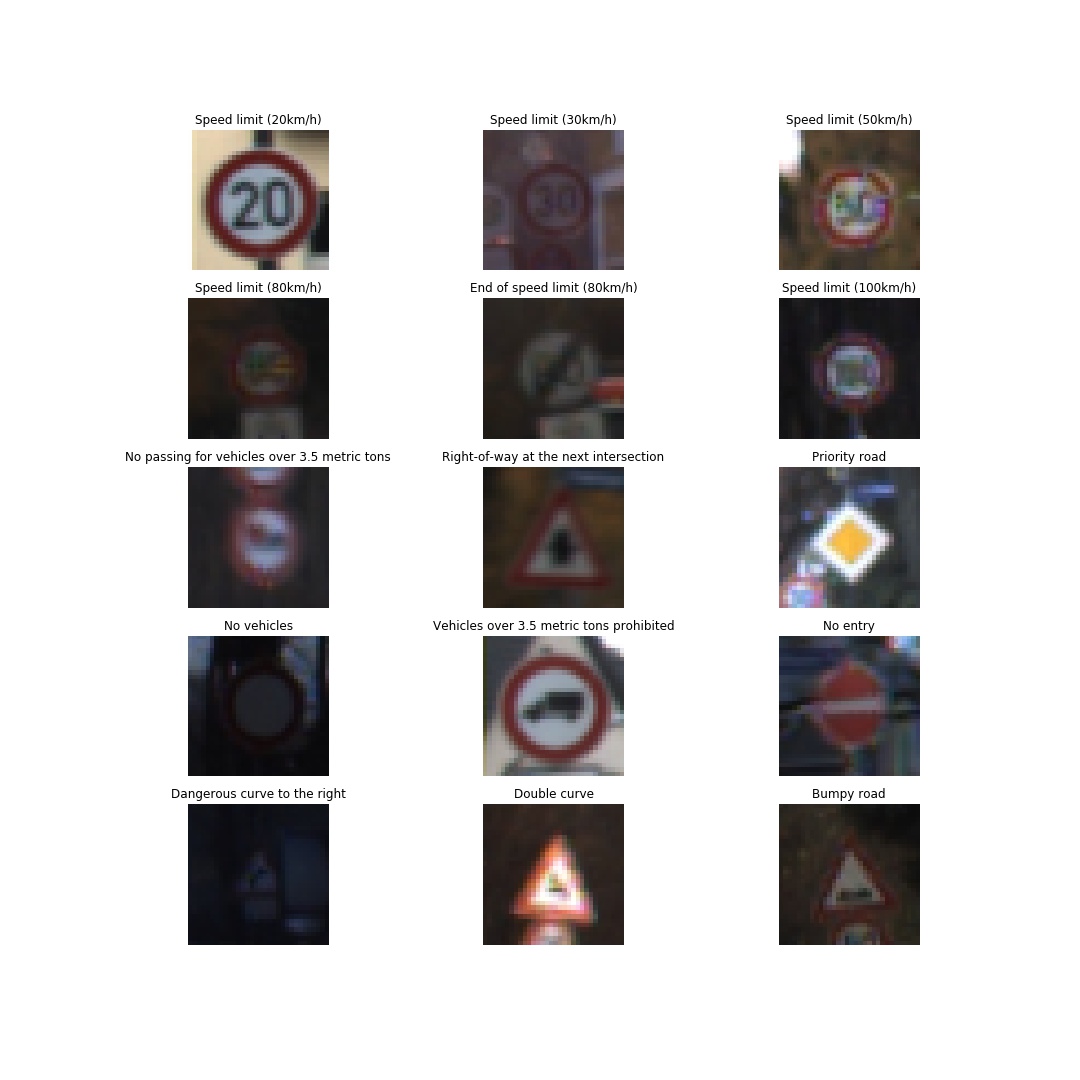 Speed limit (20km/h)
Speed limit (30km/h)
Speed limit (50km/h)
20
30
50
Speed limit (80km/h)
End of speed limit (80km/h)
Speed limit (100km/h)
No passing for vehicles over 3.5 metric tons
Right-of-way at the next intersection
Priority road
No vehicles
Vehicles over 3.5 metric tons prohibited
No entry
Dangerous curve to the right
Double curve
Bumpy road